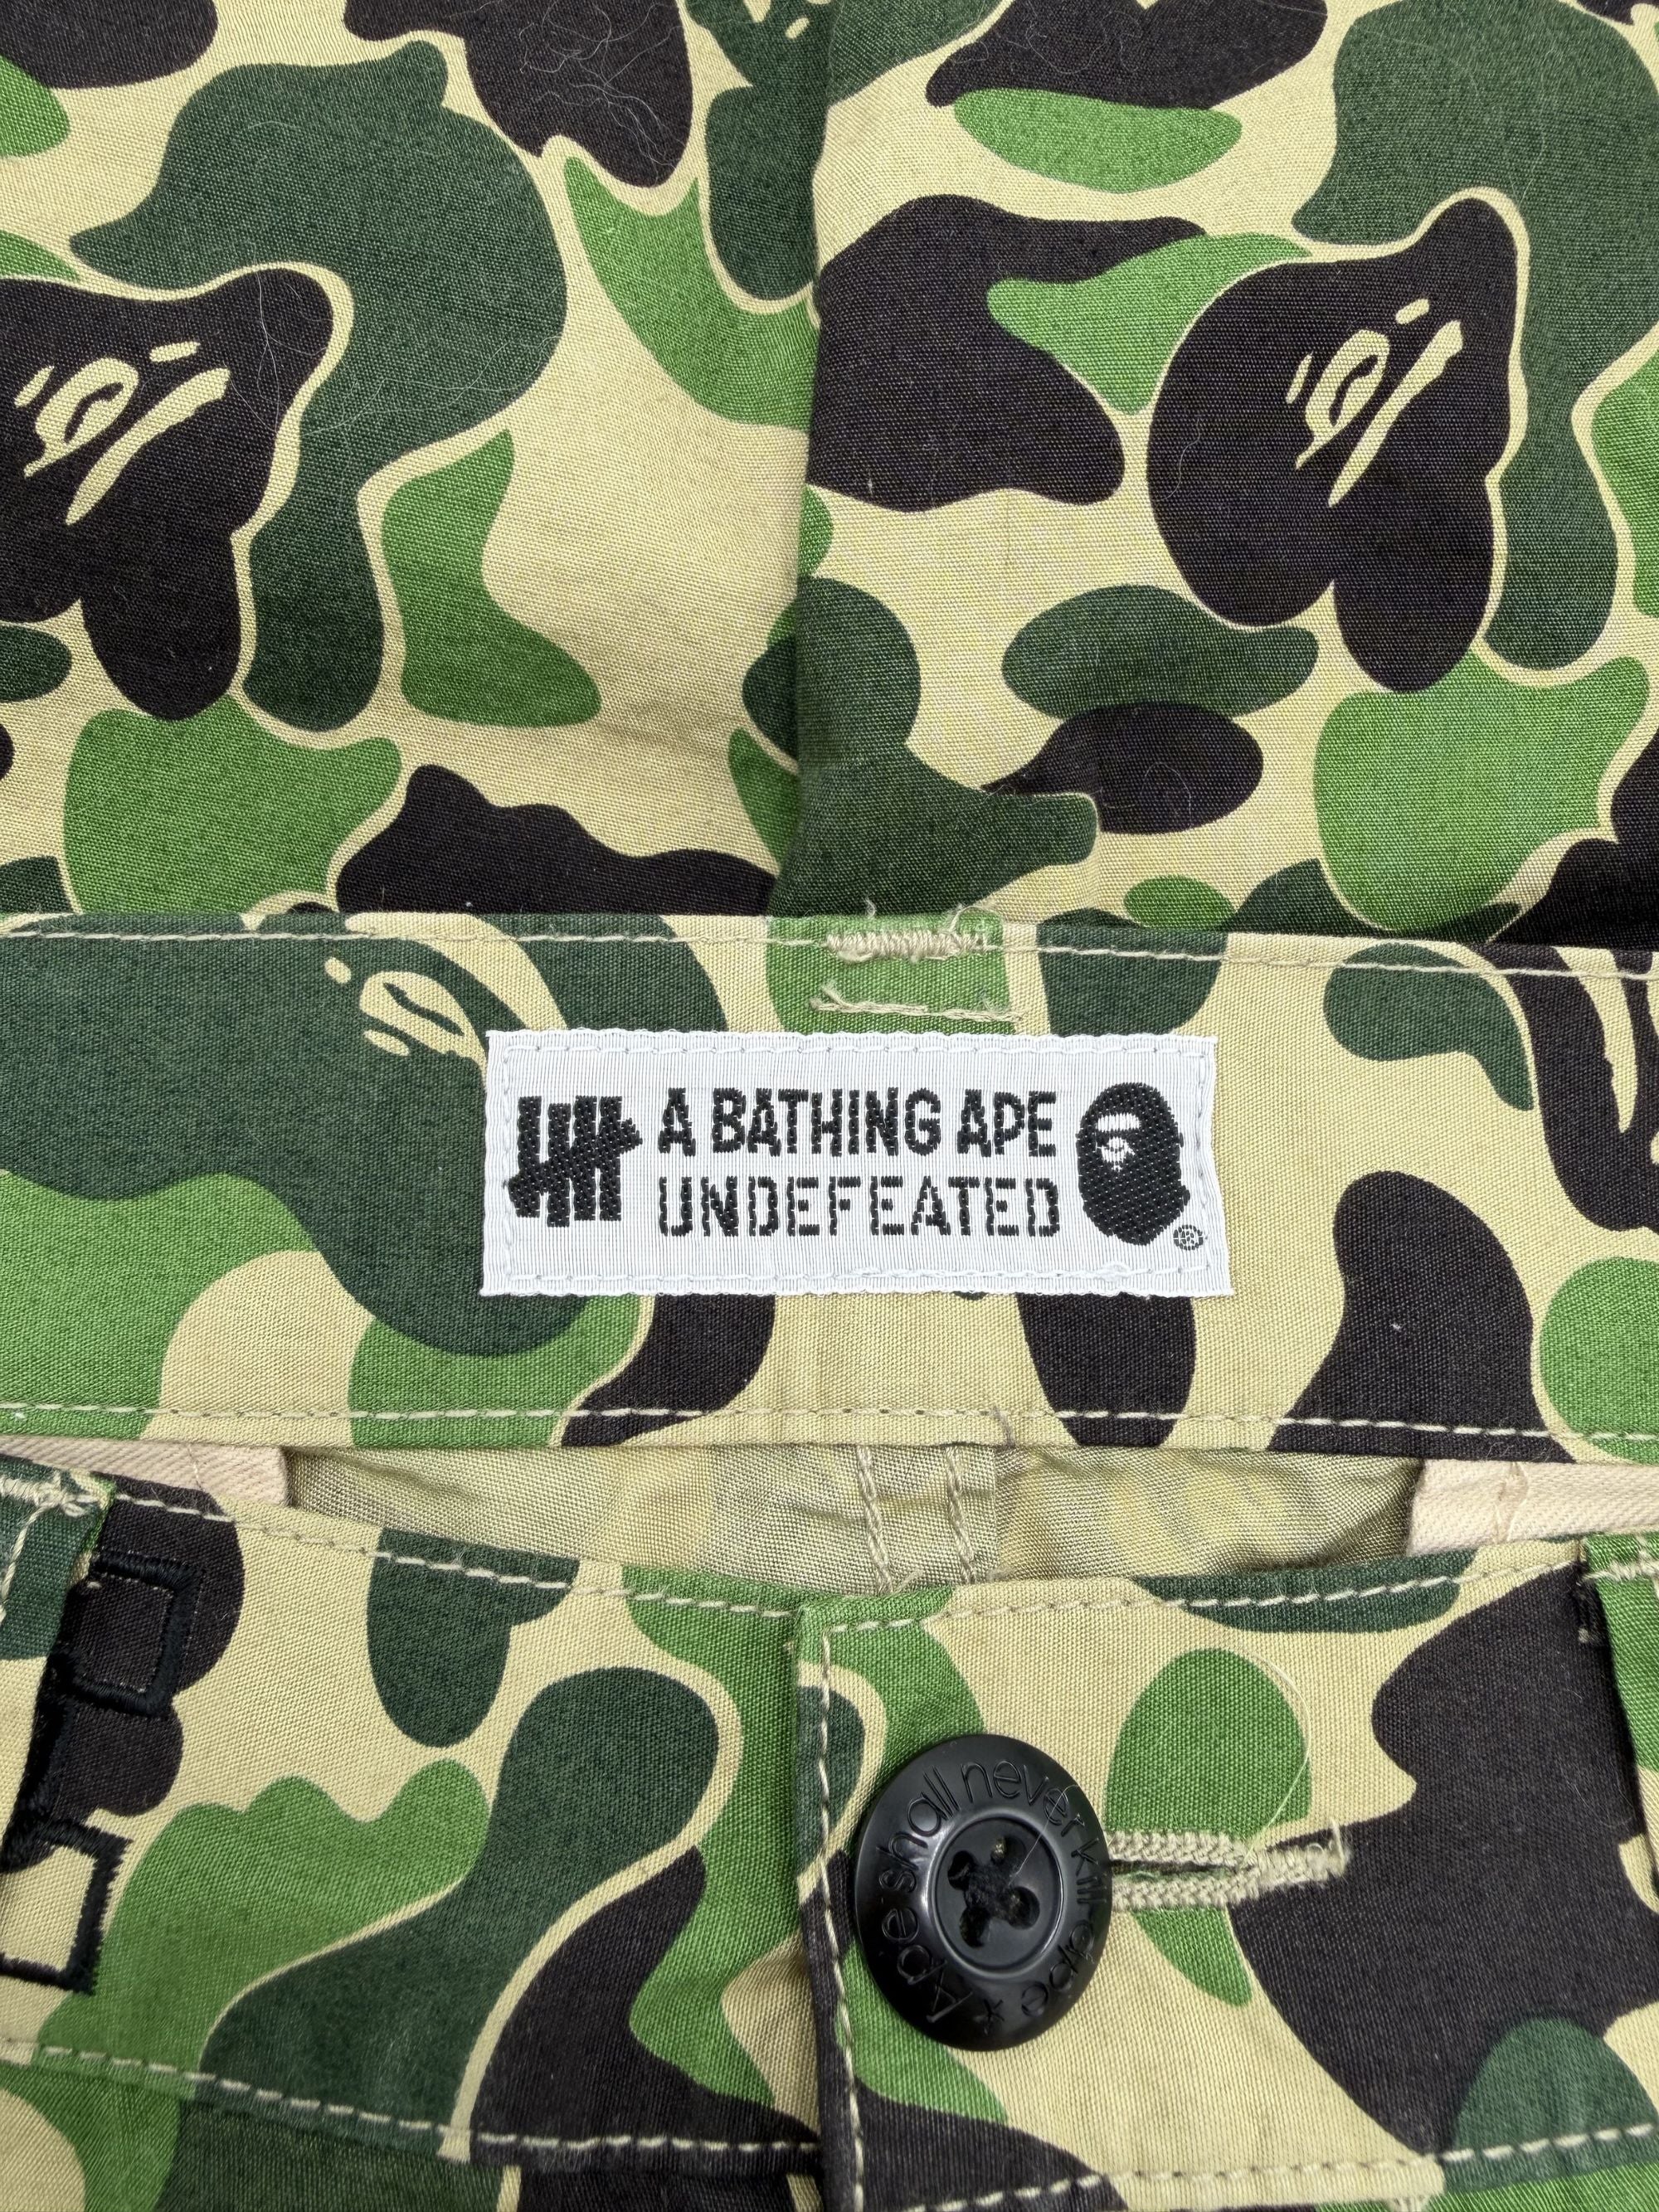 A BATHING APE
UNDEFEATED
®
Ape shall never kill ape *